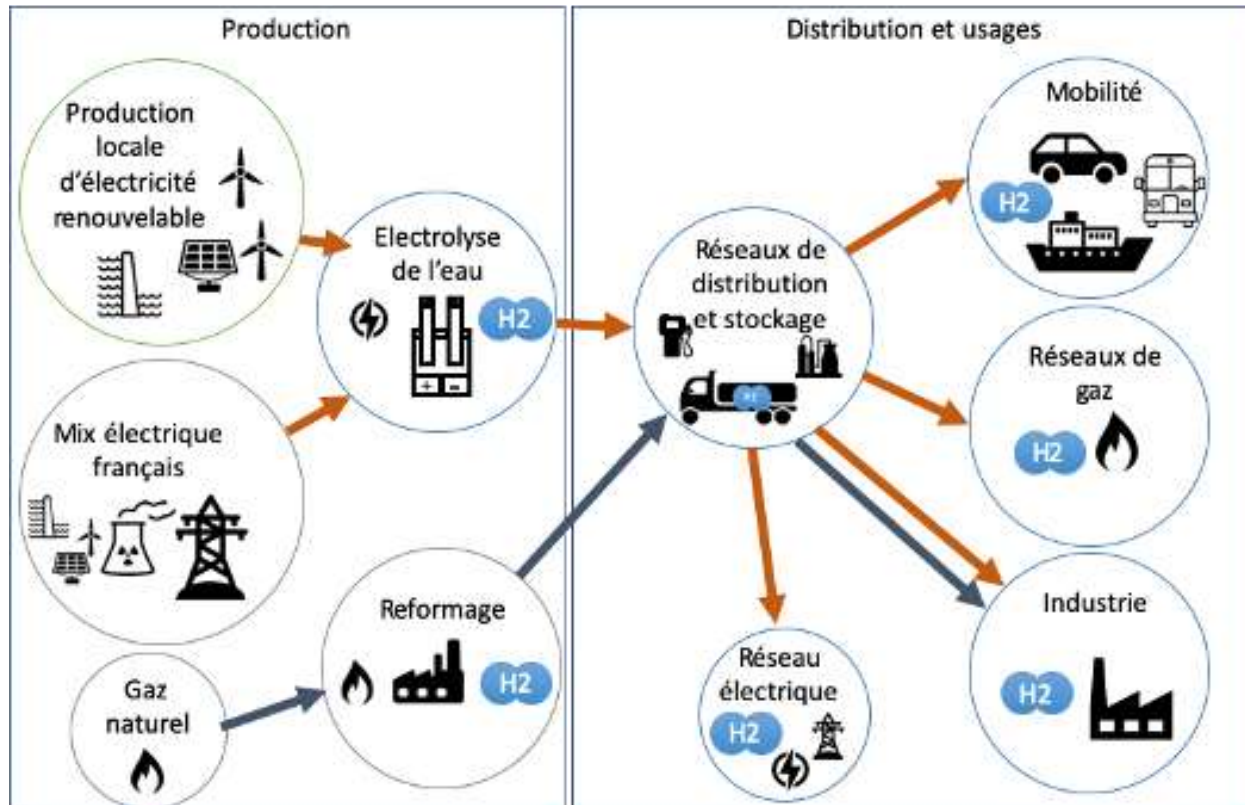 Production
Production
locale
d'électricité
renouvelable
Electrolyse
de l'eau
H2
+ -
Mix électrique
français
Reformage
H2
Gaz
naturel
Distribution et usages
Réseaux de
distribution
et stockage
Mobilité
H2
Réseaux de
gaz
H2
Industrie
H2
Réseau
électrique
H2